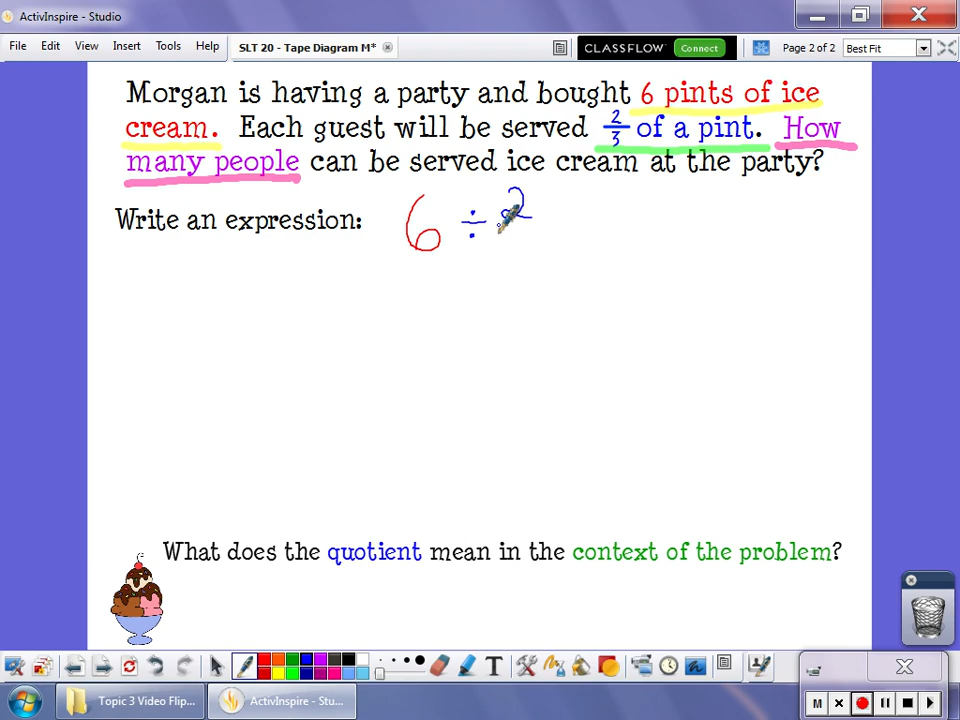 ActivInspire - Studio
File Edit View Insert Tools Help SLT 20 - Tape Diagram M* CLASSFLOW Connect Page 2 of 2 Best Fit
Morgan is having a party and bought 6 pints of ice
cream. Each guest will be served 2/3 of a pint. How
many people can be served ice cream at the party?
Write an expression: 6 ÷ 2
What does the quotient mean in the context of the problem?
T
M
Topic 3 Video Flip... ActivInspire - Stu...